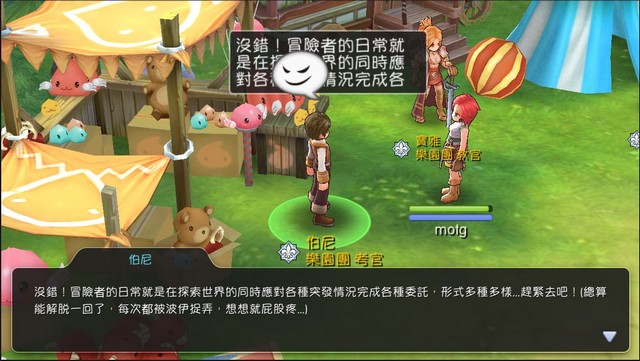 沒錯！冒險者的日常就
是在探索世界的同時應
對各
情況完成各
寶雅
樂園團 教官
motg
伯尼
樂園團 考官
伯尼
沒錯！冒險者的日常就是在探索世界的同時應對各種突發情況完成各種委託，形式多種多樣...趕緊去吧！(總算
能解脫一回了，每次都被波伊捉弄，想想就屁股疼...)